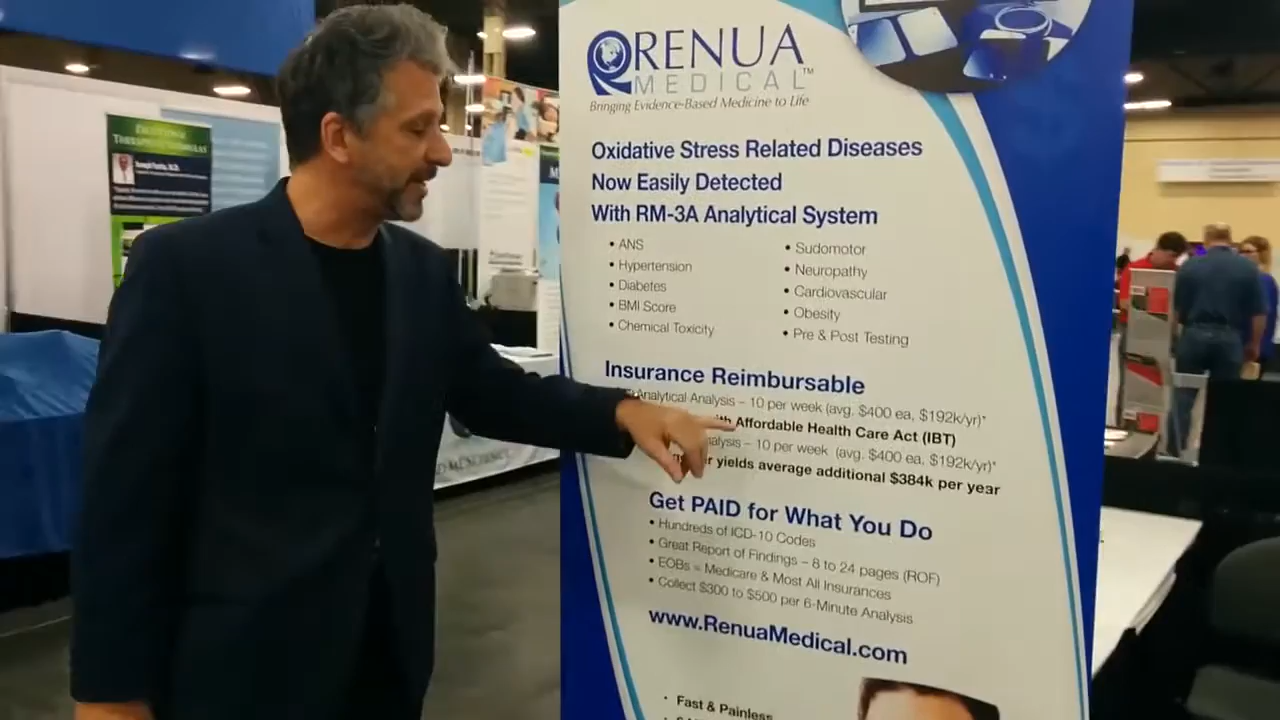 RENUA
MEDICAL™
Bringing Evidence-Based Medicine to Life
Oxidative Stress Related Diseases
Now Easily Detected
With RM-3A Analytical System
• ANS
• Hypertension
• Diabetes
• BMI Score
• Chemical Toxicity
• Sudomotor
• Neuropathy
• Cardiovascular
• Obesity
• Pre & Post Testing
Insurance Reimbursable
Analytical Analysis – 10 per week (avg. $400 ea, $192k/yr)*
Affordable Health Care Act (IBT)
– 10 per week (avg. $400 ea, $192k/yr)*
yields average additional $384k per year
Get PAID for What You Do
• Hundreds of ICD-10 Codes
• Great Report of Findings – 8 to 24 pages (ROF)
• EOBs = Medicare & Most All Insurances
• Collect $300 to $500 per 6-Minute Analysis
www.RenuaMedical.com
• Fast & Painless